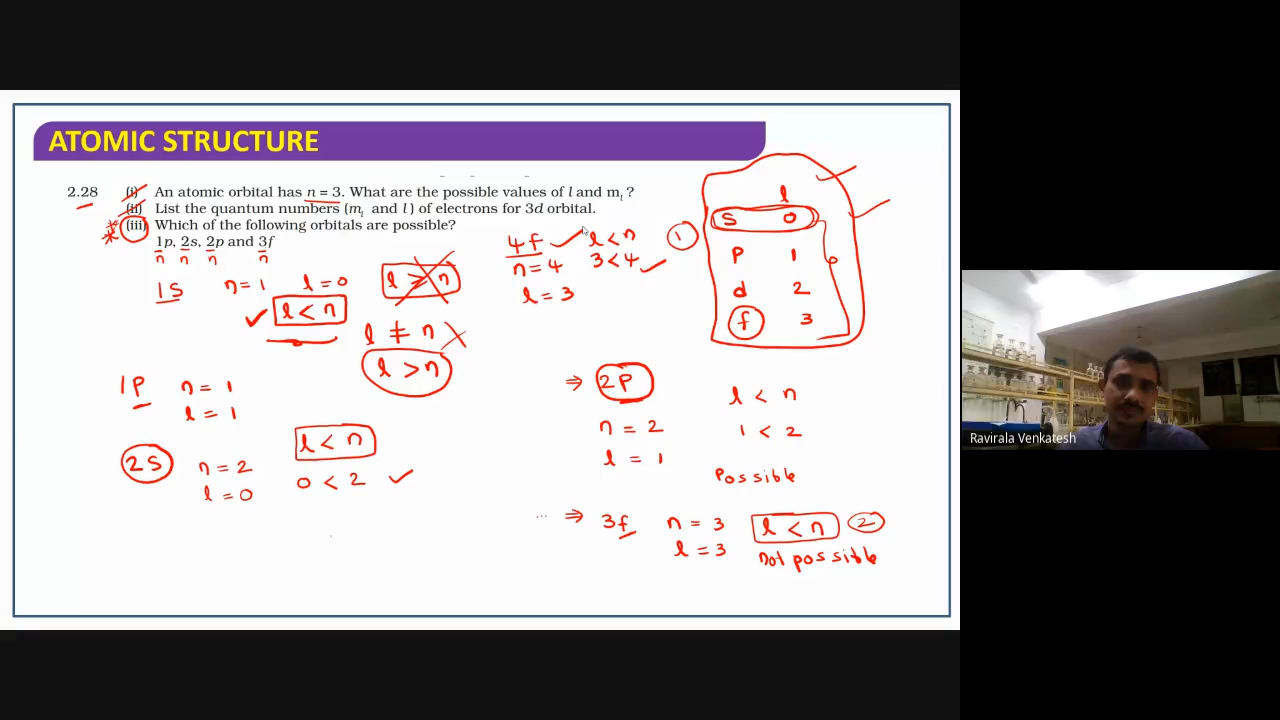 ATOMIC STRUCTURE
2.28 (i) An atomic orbital has n = 3. What are the possible values of l and mₗ ?
(ii) List the quantum numbers (mₗ and l ) of electrons for 3d orbital.
(iii) Which of the following orbitals are possible?
1p, 2s, 2p and 3f
n n n n
1s n=1 l=0 l ≥ n
l < n
l ≠ n
l > n
4f l<n
n=4 3<4
l=3
1
l
s 0
p 1
d 2
f 3
1p n = 1
l = 1
2s n = 2 l < n
l = 0 0 < 2
⇒ 2p l < n
n = 2 1 < 2
l = 1
Possible
... ⇒ 3f n = 3 l < n 2
l = 3 Not possible
Ravirala Venkatesh